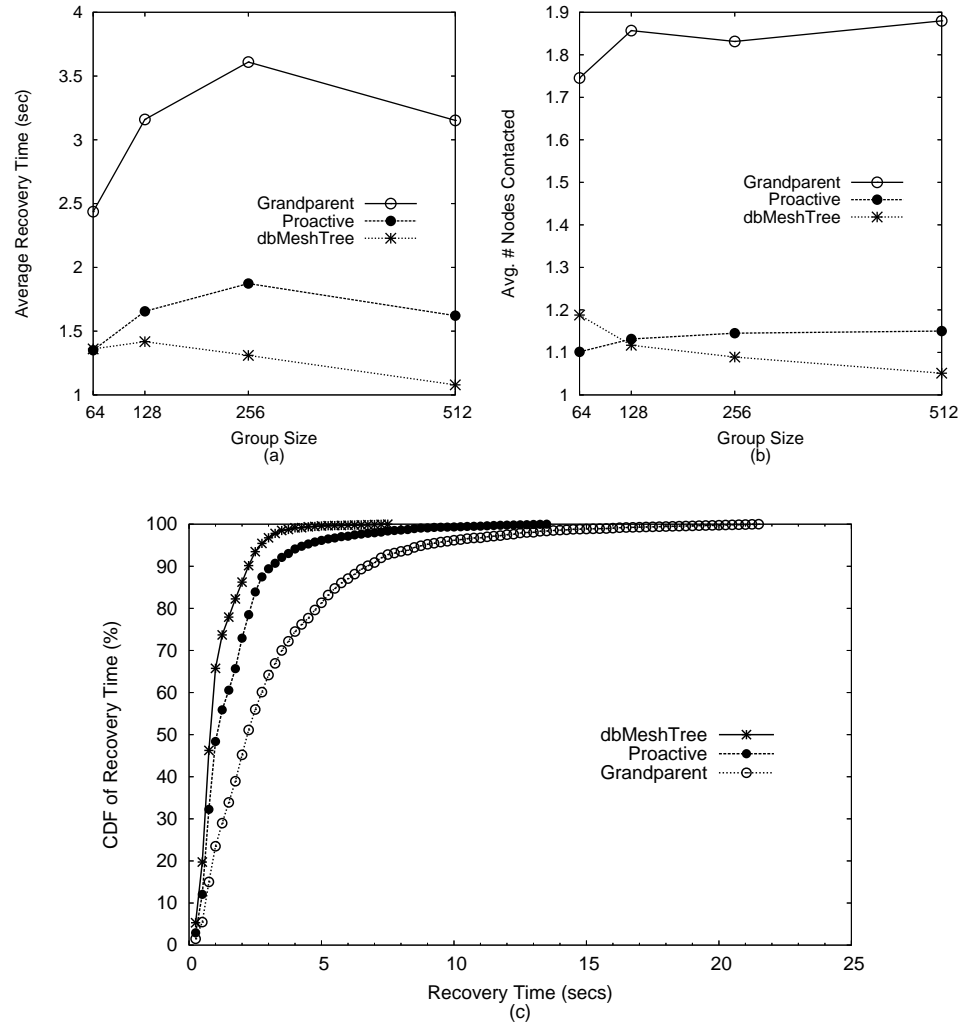 4
3.5
3
2.5
2
1.5
1
Average Recovery Time (sec)
Grandparent
Proactive
dbMeshTree
64 128 256 512
Group Size
(a)
1.9
1.8
1.7
1.6
1.5
1.4
1.3
1.2
1.1
1
Avg. # Nodes Contacted
Grandparent
Proactive
dbMeshTree
64 128 256 512
Group Size
(b)
100
90
80
70
60
50
40
30
20
10
0
CDF of Recovery Time (%)
dbMeshTree
Proactive
Grandparent
0 5 10 15 20 25
Recovery Time (secs)
(c)